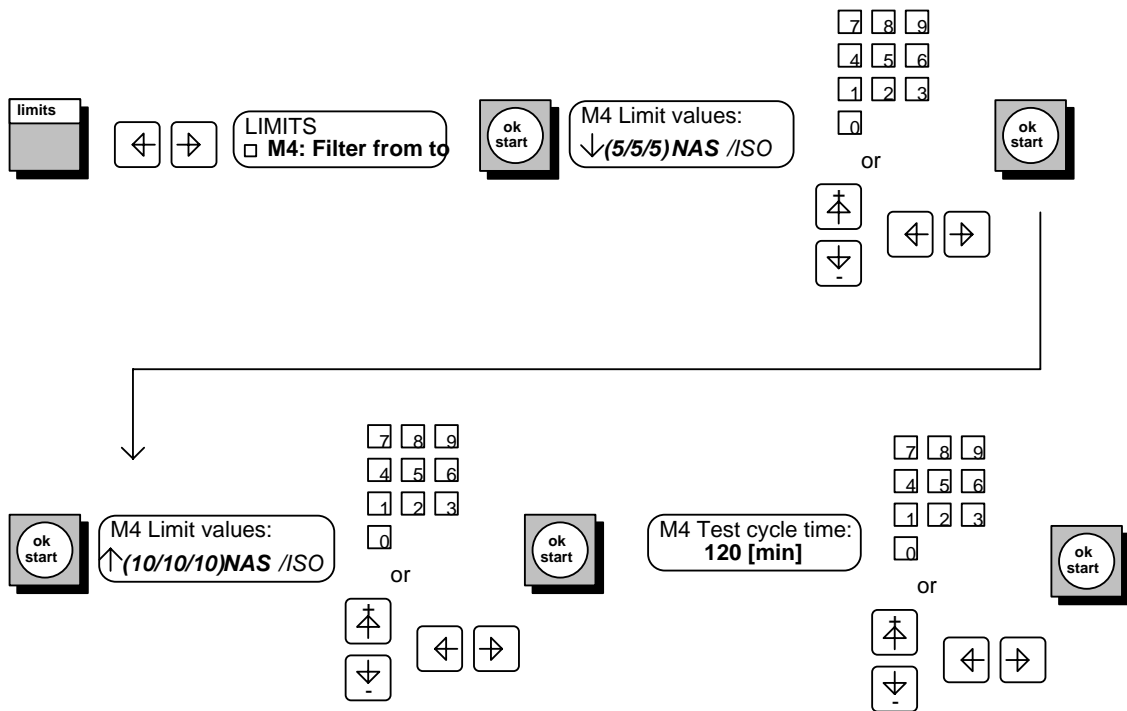 limits
LIMITS
□ M4: Filter from to
ok
start
M4 Limit values:
↓(5/5/5)NAS /ISO
7 8 9
4 5 6
1 2 3
0
or
+
-
ok
start
ok
start
M4 Limit values:
↑(10/10/10)NAS /ISO
7 8 9
4 5 6
1 2 3
0
or
+
-
ok
start
M4 Test cycle time:
120 [min]
7 8 9
4 5 6
1 2 3
0
or
+
-
ok
start